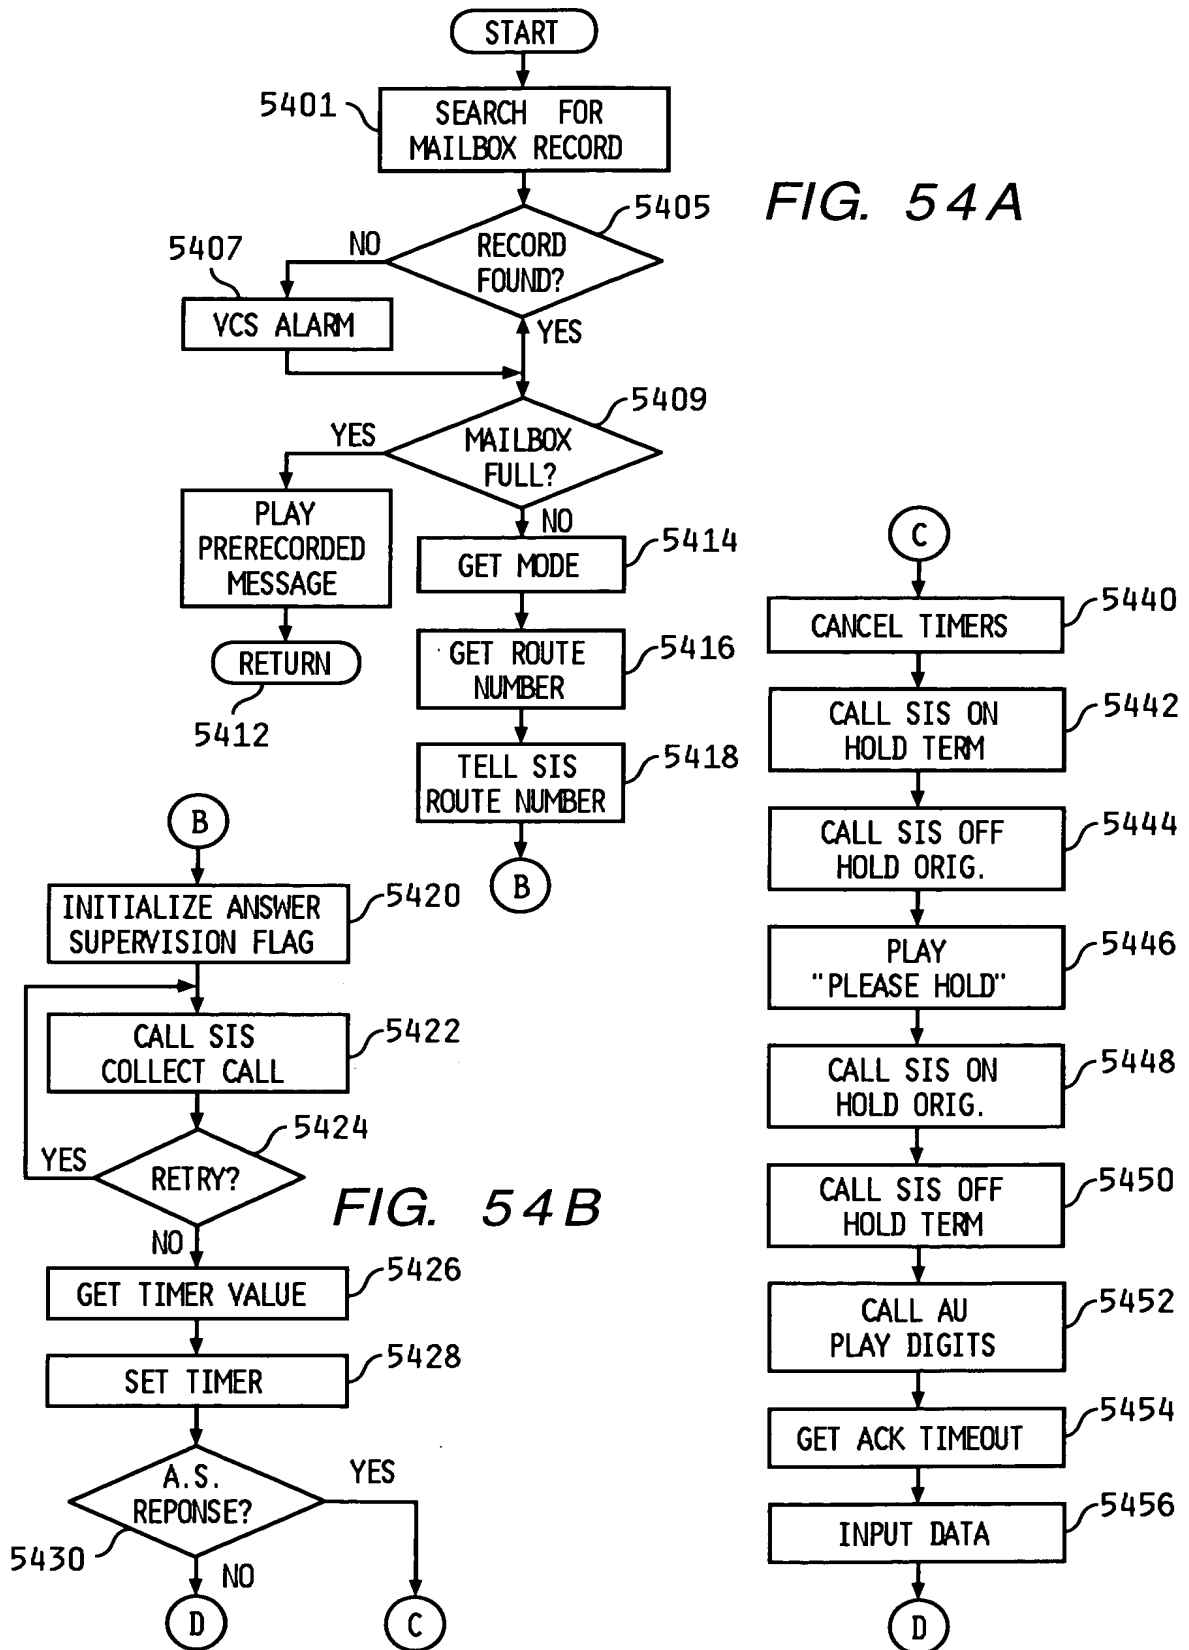 START
5401
SEARCH FOR
MAILBOX RECORD
FIG. 54A
5405
RECORD
FOUND?
NO
5407
VCS ALARM
YES
5409
MAILBOX
FULL?
YES
PLAY
PRERECORDED
MESSAGE
RETURN
5412
NO
GET MODE
5414
GET ROUTE
NUMBER
5416
TELL SIS
ROUTE NUMBER
5418
B
B
INITIALIZE ANSWER
SUPERVISION FLAG
5420
CALL SIS
COLLECT CALL
5422
5424
YES
RETRY?
FIG. 54B
NO
GET TIMER VALUE
5426
SET TIMER
5428
A.S.
REPONSE?
YES
5430
NO
D
C
C
CANCEL TIMERS
5440
CALL SIS ON
HOLD TERM
5442
CALL SIS OFF
HOLD ORIG.
5444
PLAY
"PLEASE HOLD"
5446
CALL SIS ON
HOLD ORIG.
5448
CALL SIS OFF
HOLD TERM
5450
CALL AU
PLAY DIGITS
5452
GET ACK TIMEOUT
5454
INPUT DATA
5456
D